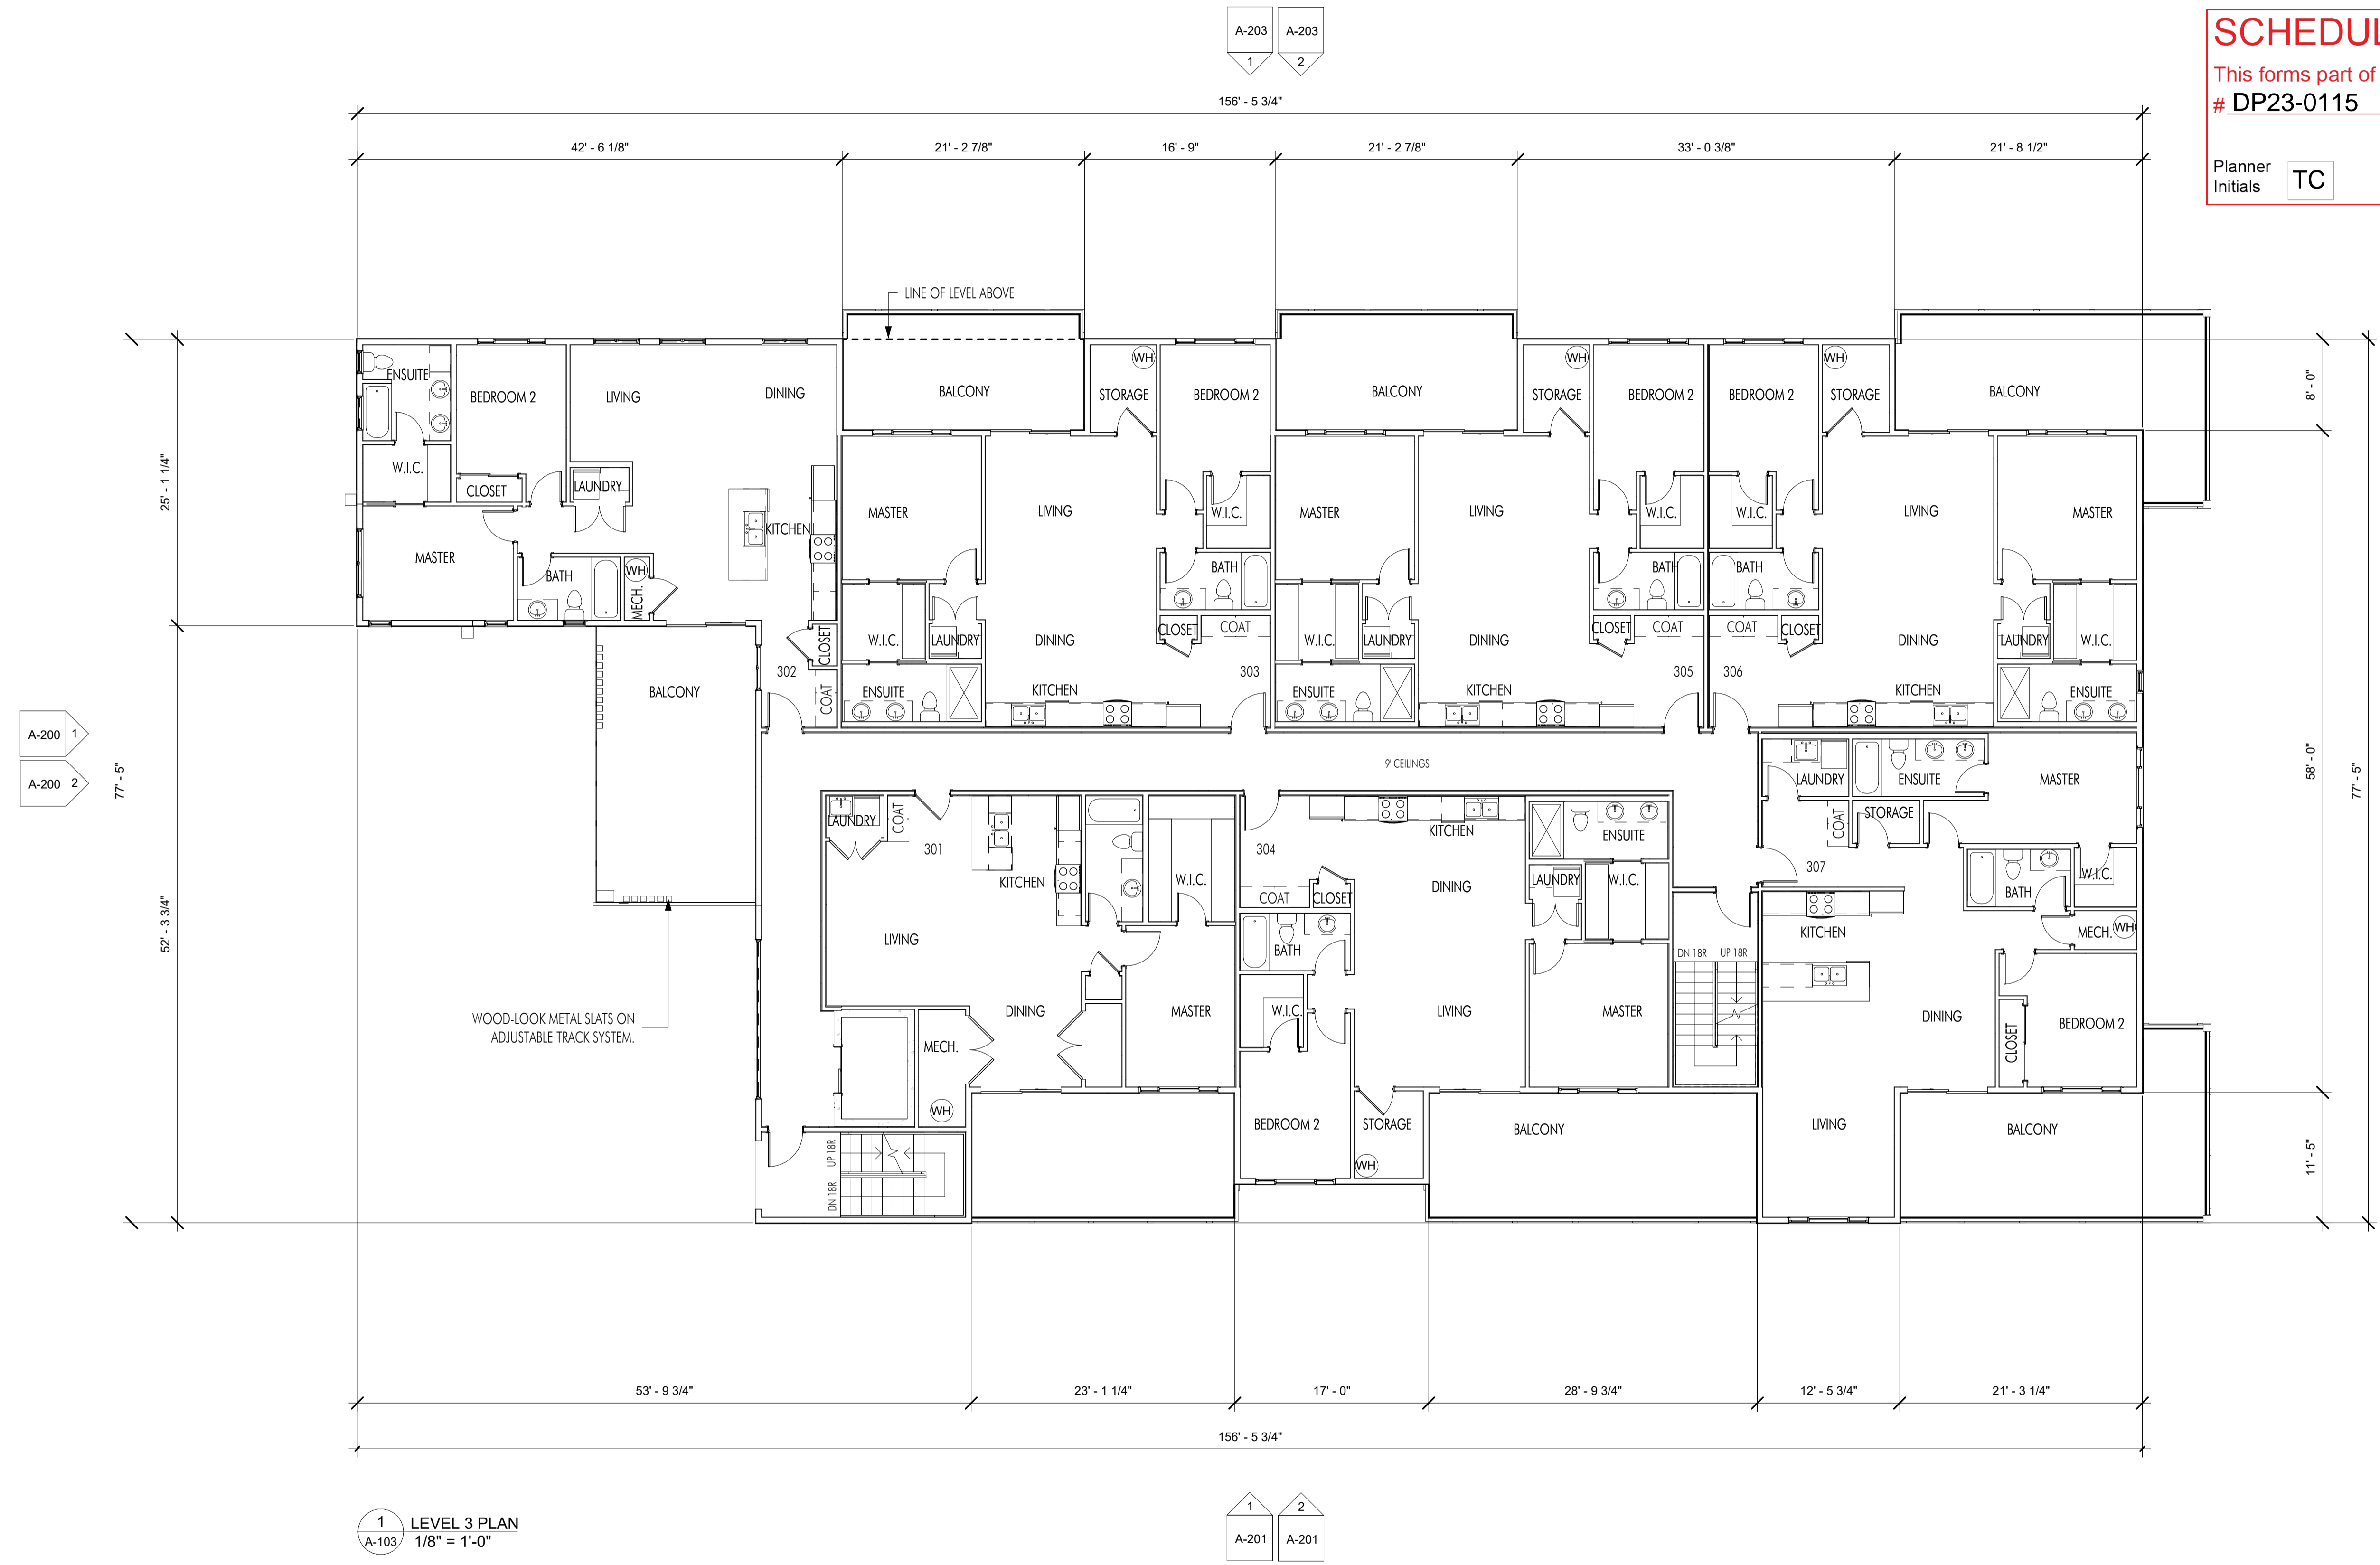 A-203
1
A-203
2
SCHEDUL
This forms part of
# DP23-0115
Planner
Initials
TC
156' - 5 3/4"
42' - 6 1/8"
21' - 2 7/8"
16' - 9"
21' - 2 7/8"
33' - 0 3/8"
21' - 8 1/2"
LINE OF LEVEL ABOVE
77' - 5"
25' - 1 1/4"
52' - 3 3/4"
A-200 1
A-200 2
ENSUITE
BEDROOM 2
LIVING
DINING
W.I.C.
CLOSET
LAUNDRY
MASTER
BATH
WH
MECH.
KITCHEN
302
CLOSET
COAT
BALCONY
BALCONY
STORAGE
WH
BEDROOM 2
MASTER
LIVING
W.I.C.
BATH
W.I.C.
LAUNDRY
DINING
CLOSET
COAT
ENSUITE
KITCHEN
303
BALCONY
STORAGE
WH
BEDROOM 2
MASTER
LIVING
W.I.C.
BATH
W.I.C.
LAUNDRY
DINING
CLOSET
COAT
ENSUITE
KITCHEN
305
BEDROOM 2
WH
STORAGE
BALCONY
W.I.C.
LIVING
MASTER
BATH
COAT
CLOSET
DINING
LAUNDRY
W.I.C.
306
KITCHEN
ENSUITE
9' CEILINGS
LAUNDRY
COAT
301
KITCHEN
W.I.C.
LIVING
DINING
MASTER
MECH.
WH
UP 18R
DN 18R
WOOD-LOOK METAL SLATS ON
ADJUSTABLE TRACK SYSTEM.
304
KITCHEN
ENSUITE
COAT
CLOSET
DINING
LAUNDRY
W.I.C.
BATH
W.I.C.
LIVING
MASTER
BEDROOM 2
STORAGE
WH
BALCONY
DN 18R
UP 18R
LAUNDRY
ENSUITE
MASTER
COAT
STORAGE
307
BATH
W.I.C.
KITCHEN
MECH.
WH
DINING
CLOSET
BEDROOM 2
LIVING
BALCONY
8' - 0"
58' - 0"
77' - 5"
11' - 5"
53' - 9 3/4"
23' - 1 1/4"
17' - 0"
28' - 9 3/4"
12' - 5 3/4"
21' - 3 1/4"
156' - 5 3/4"
1
A-103
LEVEL 3 PLAN
1/8" = 1'-0"
1
A-201
2
A-201